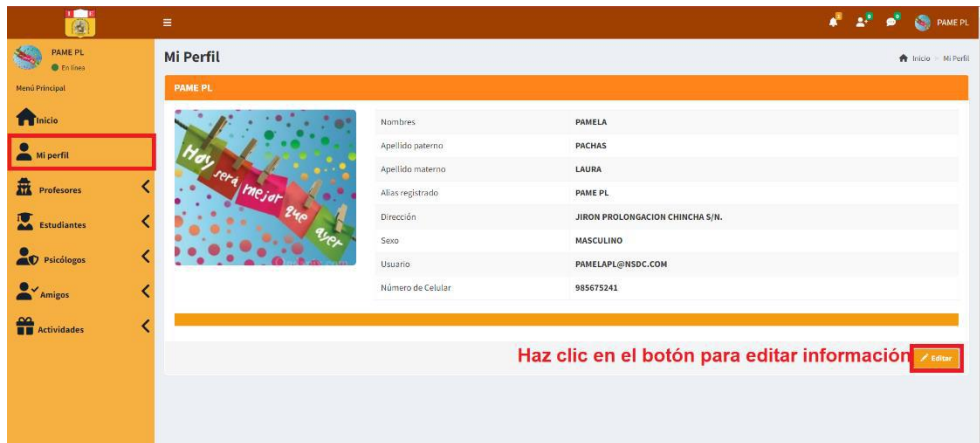 2
0
0
PAME PL
PAME PL
En línea
Menú Principal
Inicio
Mi perfil
Profesores
Estudiantes
Psicólogos
Amigos
Actividades
Mi Perfil
Inicio
Mi Perfil
PAME PL
Hoy será mejor que ayer
Nombres PAMELA
Apellido paterno PACHAS
Apellido materno LAURA
Alias registrado PAME PL
Dirección JIRON PROLONGACION CHINCHA S/N.
Sexo MASCULINO
Usuario PAMELAPL@NSDC.COM
Número de Celular 985675241
Haz clic en el botón para editar información
Editar